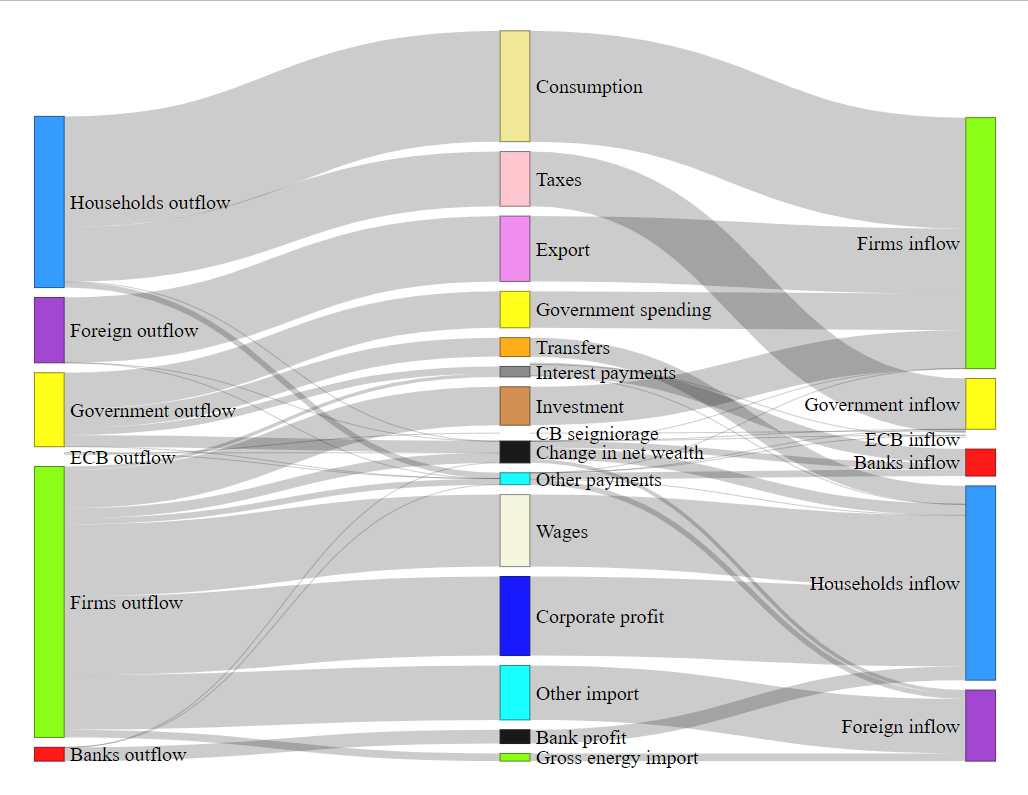 Households outflow
Foreign outflow
Government outflow
ECB outflow
Firms outflow
Banks outflow
Consumption
Taxes
Export
Government spending
Transfers
Interest payments
Investment
CB seigniorage
Change in net wealth
Other payments
Wages
Corporate profit
Other import
Bank profit
Gross energy import
Firms inflow
Government inflow
ECB inflow
Banks inflow
Households inflow
Foreign inflow